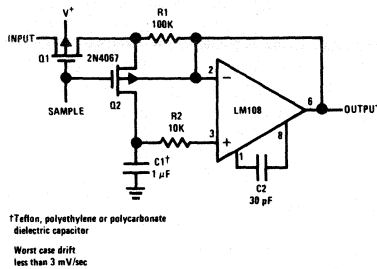 V+
R1
100K
INPUT
2N4067
Q1
Q2
2
6
LM108
OUTPUT
SAMPLE
R2
10K
3
8
1
C1†
1 μF
C2
30 pF
†Teflon, polyethylene or polycarbonate
dielectric capacitor
Worst case drift
less than 3 mV/sec